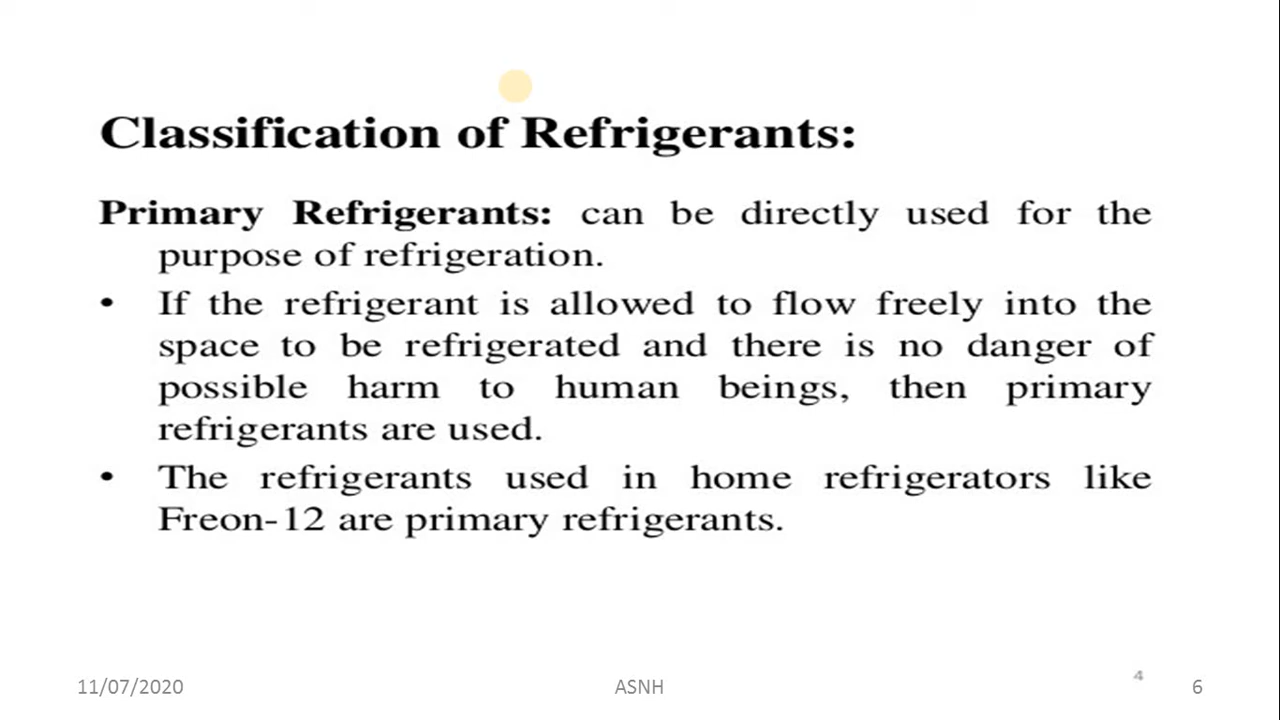 Classification of Refrigerants:
Primary Refrigerants: can be directly used for the
purpose of refrigeration.
• If the refrigerant is allowed to flow freely into the
space to be refrigerated and there is no danger of
possible harm to human beings, then primary
refrigerants are used.
• The refrigerants used in home refrigerators like
Freon-12 are primary refrigerants.
4
11/07/2020 ASNH 6